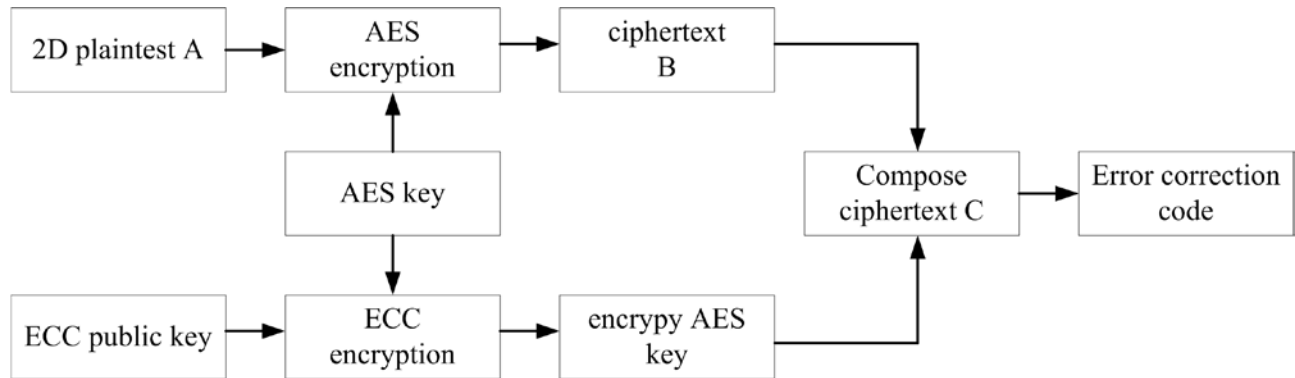 2D plaintest A
AES
encryption
ciphertext
B
AES key
Compose
ciphertext C
Error correction
code
ECC public key
ECC
encryption
encrypy AES
key